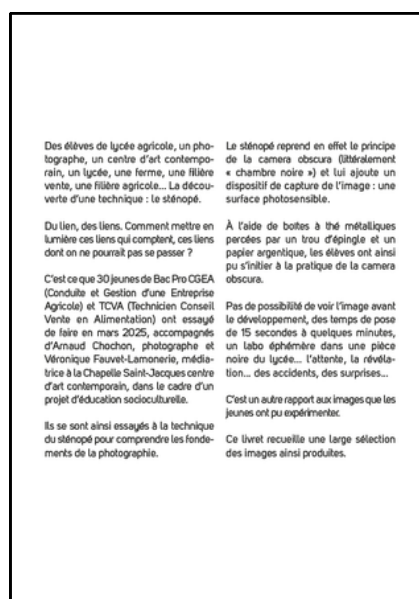 Des élèves de lycée agricole, un pho-
tographe, un centre d'art contempo-
rain, un lycée, une ferme, une filière
vente, une filière agricole... La décou-
verte d'une technique : le sténopé.
Du lien, des liens. Comment mettre en
lumière ces liens qui comptent, ces liens
dont on ne pourrait pas se passer ?
C'est ce que 30 jeunes de Bac Pro CGEA
(Conduite et Gestion d'une Entreprise
Agricole) et TCVA (Technicien Conseil
Vente en Alimentation) ont essayé
de faire en mars 2025, accompagnés
d'Arnaud Chochon, photographe et
Véronique Fauvet-Lamonerie, média-
trice à la Chapelle Saint-Jacques centre
d'art contemporain, dans le cadre d'un
projet d'éducation socioculturelle.
Ils se sont ainsi essayés à la technique
du sténopé pour comprendre les fonde-
ments de la photographie.
Le sténopé reprend en effet le principe
de la camera obscura (littéralement
« chambre noire ») et lui ajoute un
dispositif de capture de l'image : une
surface photosensible.
À l'aide de boîtes à thé métalliques
percées par un trou d'épingle et un
papier argentique, les élèves ont ainsi
pu s'initier à la pratique de la camera
obscura.
Pas de possibilité de voir l'image avant
le développement, des temps de pose
de 15 secondes à quelques minutes,
un labo éphémère dans une pièce
noire du lycée... l'attente, la révéla-
tion... des accidents, des surprises...
C'est un autre rapport aux images que les
jeunes ont pu expérimenter.
Ce livret recueille une large sélection
des images ainsi produites.